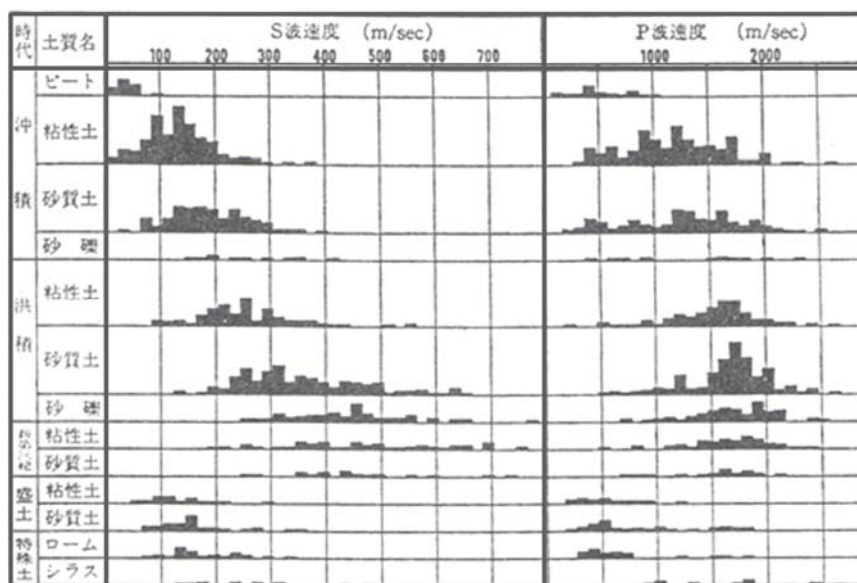 時代 土質名 S波速度 (m/sec) P波速度 (m/sec)
100 200 300 400 500 600 700 1000 2000
沖積
ピート
粘性土
砂質土
砂 礫
洪積
粘性土
砂質土
砂 礫
粘性土
砂質土
盛土
粘性土
砂質土
特殊土
ローム
シラス